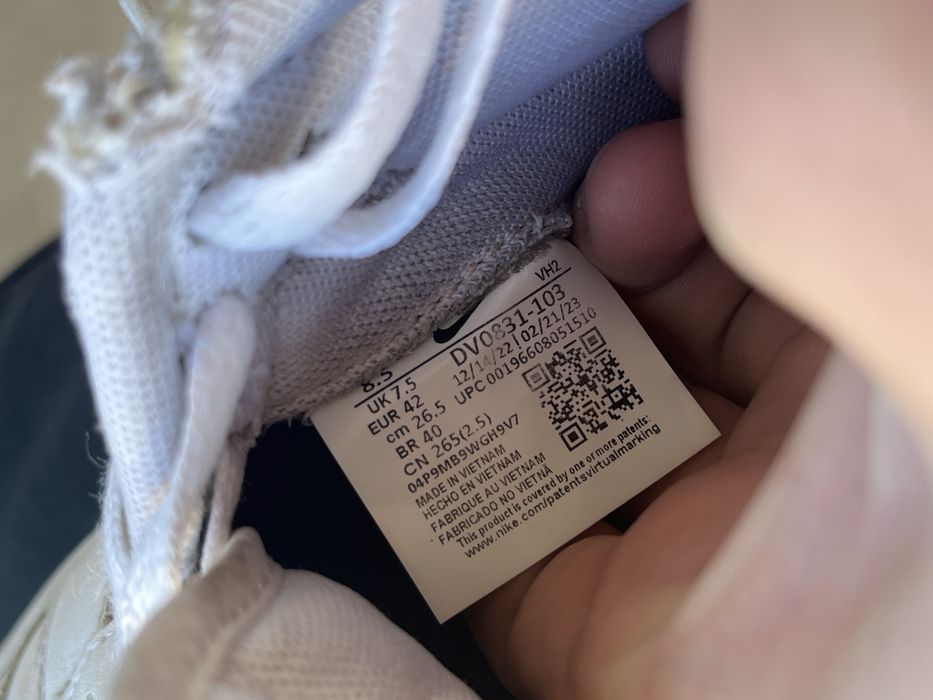 VH2
8.5 DV0831-103
UK 7.5 12/14/22 | 02/21/23
EUR 42 UPC 00196608051510
cm 26.5
BR 40
CN 265(2.5)
04P9MB9WGH9V7
MADE IN VIETNAM
HECHO EN VIETNAM
FABRIQUE AU VIETNAM
FABRICADO NO VIETNÃ
This product is covered by one or more patents:
www.nike.com/patentsvirtualmarking